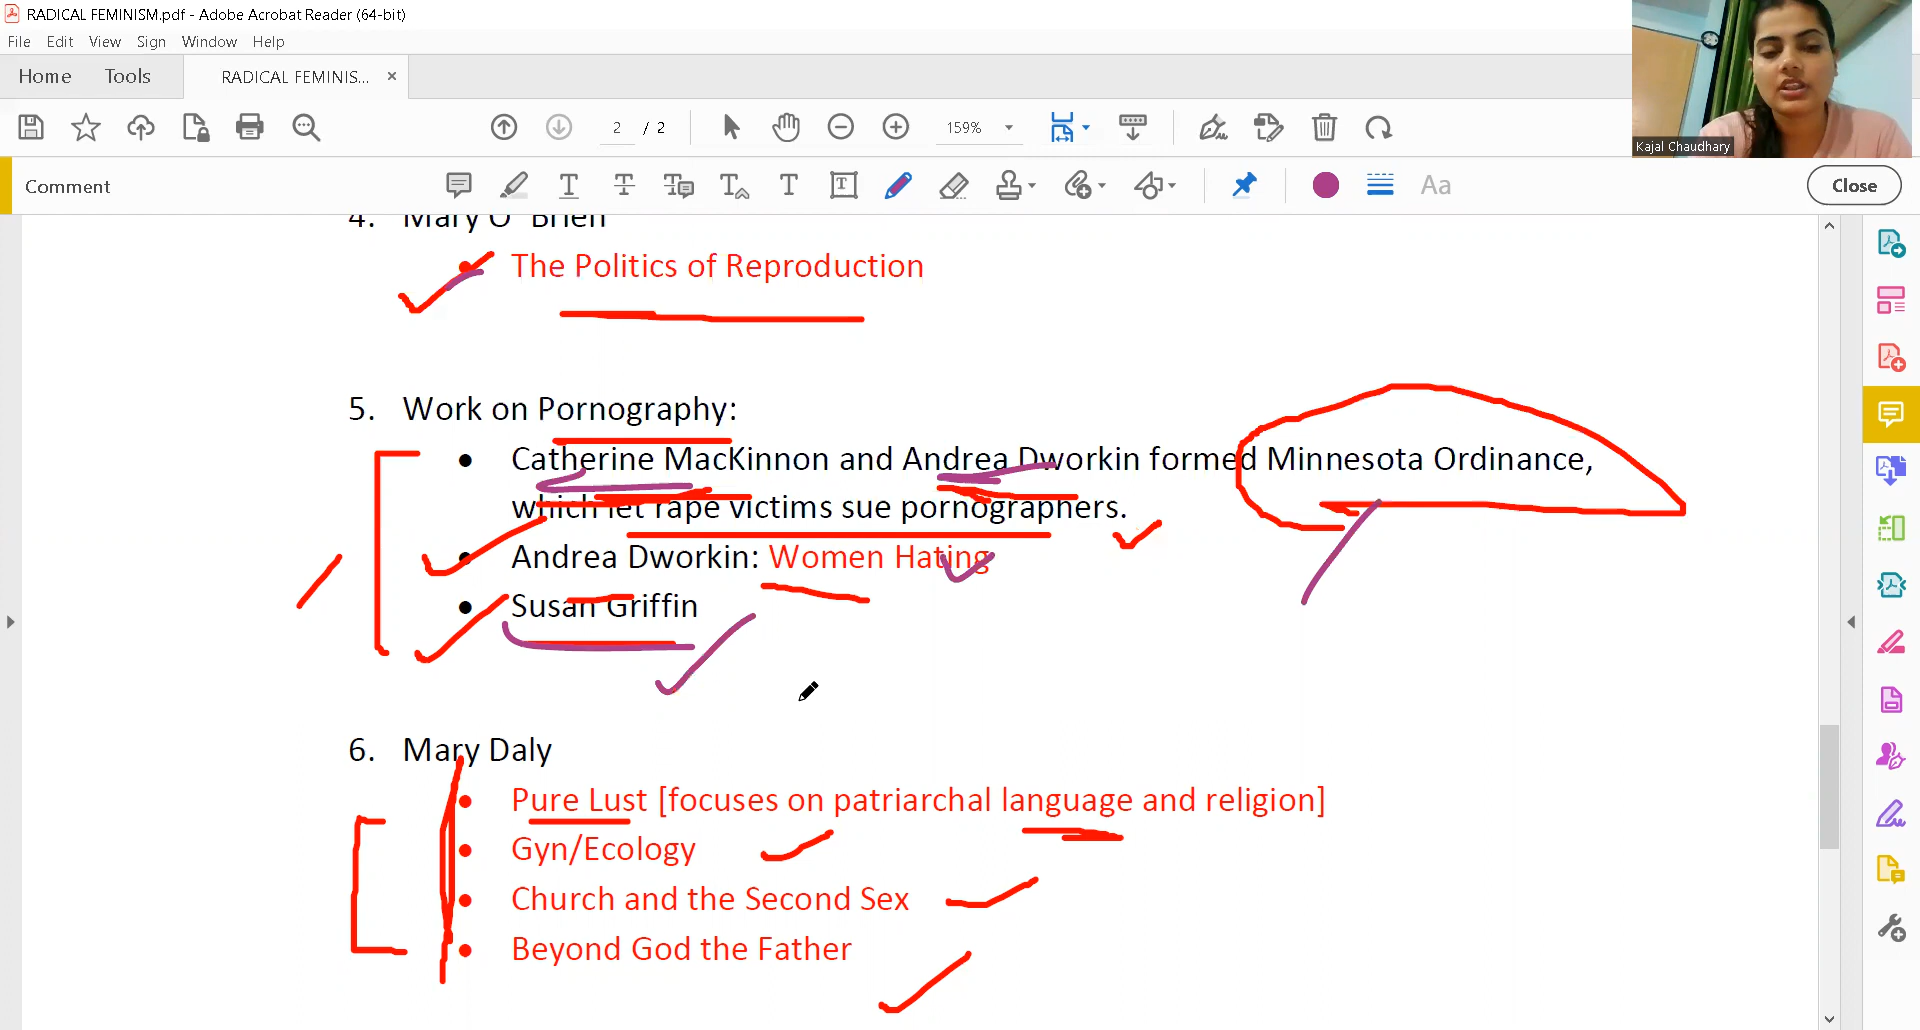 RADICAL FEMINISM.pdf - Adobe Acrobat Reader (64-bit)
File Edit View Sign Window Help
Home Tools RADICAL FEMINIS... ×
2 / 2 159%
Kajal Chaudhary
Comment Aa Close
4. Mary O' Brien
• The Politics of Reproduction
5. Work on Pornography:
• Catherine MacKinnon and Andrea Dworkin formed Minnesota Ordinance,
which let rape victims sue pornographers.
• Andrea Dworkin: Women Hating
• Susan Griffin
6. Mary Daly
• Pure Lust [focuses on patriarchal language and religion]
• Gyn/Ecology
• Church and the Second Sex
• Beyond God the Father